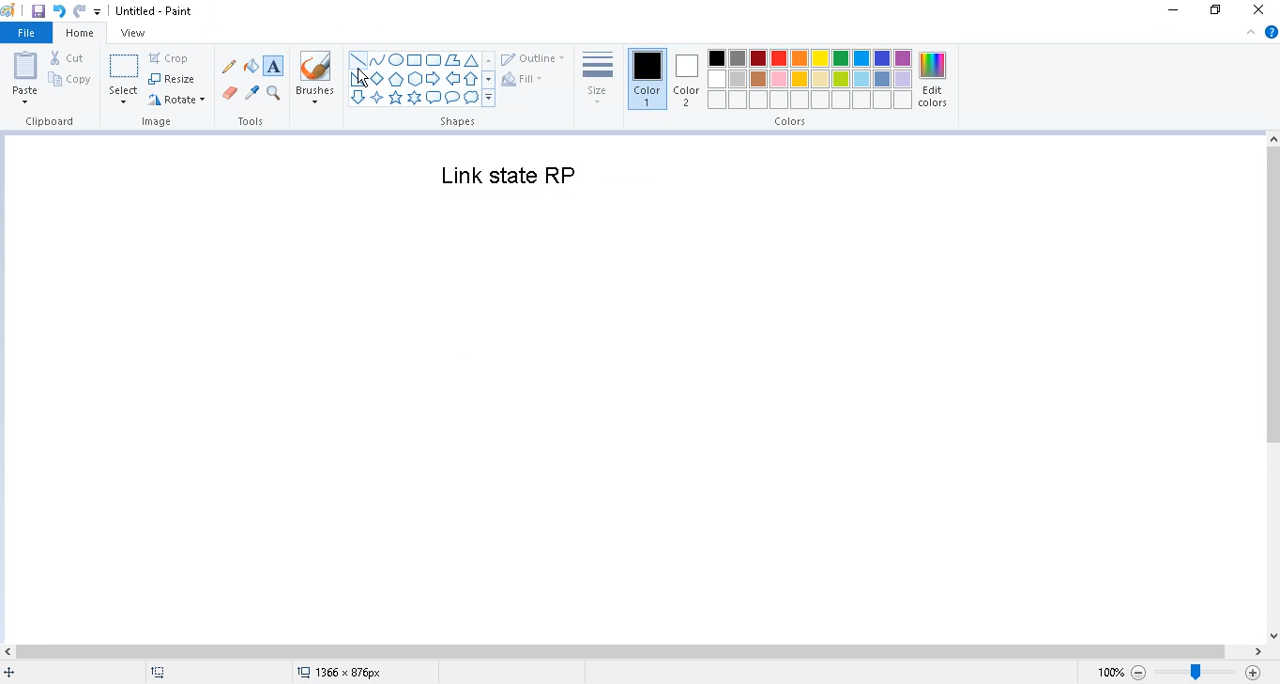 Untitled - Paint
File Home View
Paste
Cut
Copy
Clipboard
Select
Crop
Resize
Rotate
Image
A
Tools
Brushes
Outline
Fill
Shapes
Size
Color 1
Color 2
Edit colors
Colors
Link state RP
1366 × 876px
100%